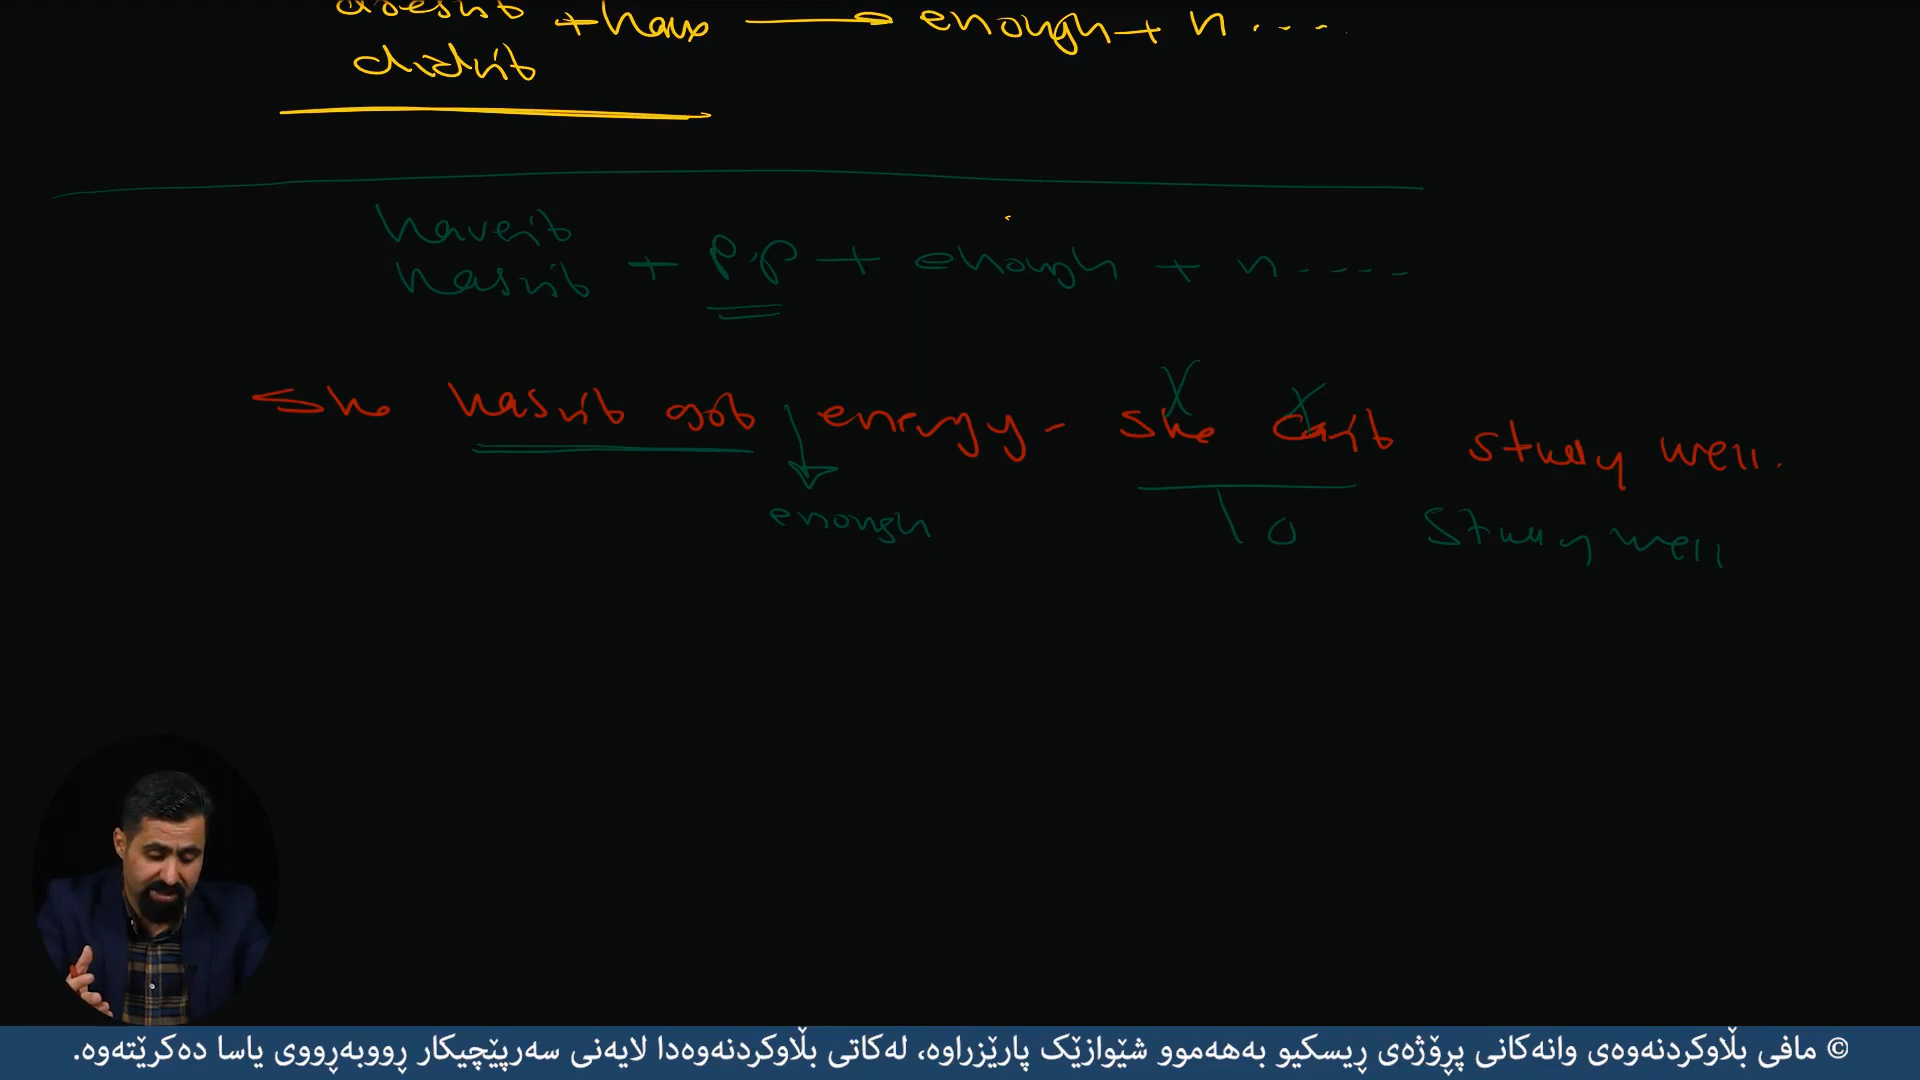 doesn't
+ have → enough + n ....
didn't
haven't
hasn't + p.p + enough + n ....
She hasn't got energy - she can't study well.
enough To study well
© مافی بڵاوکردنەوەی وانەکانی پڕۆژەی ڕیسکیو بەهەموو شێوازێک پارێزراوە، لەکاتی بڵاوکردنەوەدا لایەنی سەرپێچیکار ڕووبەڕووی یاسا دەکرێتەوە.